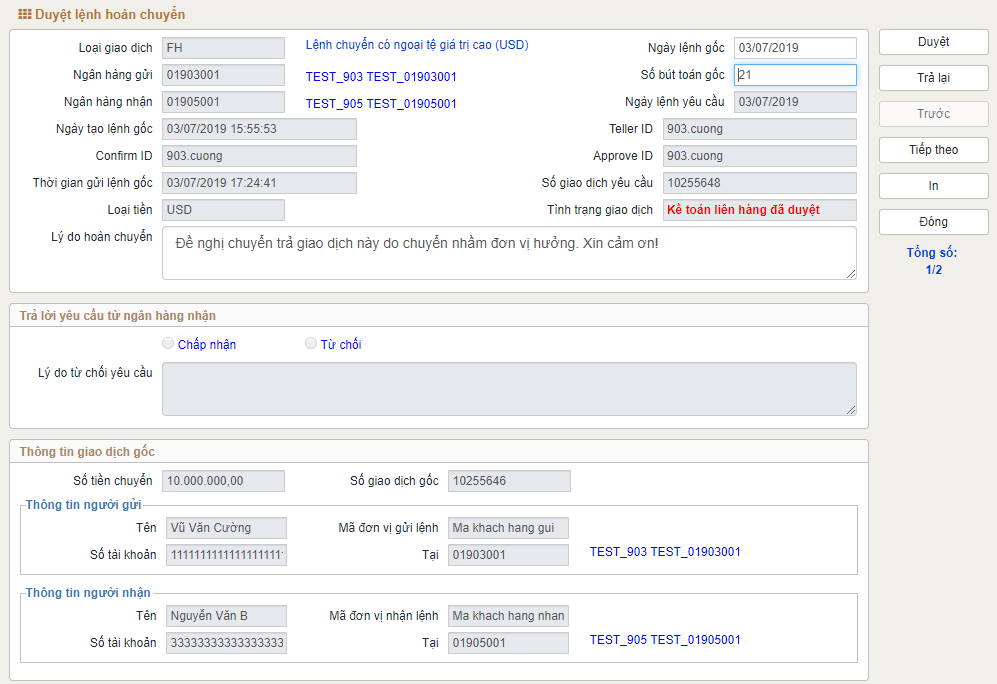 Duyệt lệnh hoàn chuyển
Loại giao dịch FH Lệnh chuyển có ngoại tệ giá trị cao (USD) Ngày lệnh gốc 03/07/2019 Duyệt
Ngân hàng gửi 01903001 TEST_903 TEST_01903001 Số bút toán gốc 21 Trả lại
Ngân hàng nhận 01905001 TEST_905 TEST_01905001 Ngày lệnh yêu cầu 03/07/2019 Trước
Ngày tạo lệnh gốc 03/07/2019 15:55:53 Teller ID 903.cuong
Confirm ID 903.cuong Approve ID 903.cuong Tiếp theo
Thời gian gửi lệnh gốc 03/07/2019 17:24:41 Số giao dịch yêu cầu 10255648 In
Loại tiền USD Tình trạng giao dịch Kế toán liên hàng đã duyệt Đóng
Lý do hoàn chuyển Đề nghị chuyển trả giao dịch này do chuyển nhầm đơn vị hưởng. Xin cảm ơn!
Tổng số:
1/2
Trả lời yêu cầu từ ngân hàng nhận
Chấp nhận Từ chối
Lý do từ chối yêu cầu
Thông tin giao dịch gốc
Số tiền chuyển 10.000.000,00 Số giao dịch gốc 10255646
Thông tin người gửi
Tên Vũ Văn Cường Mã đơn vị gửi lệnh Ma khach hang gui
Số tài khoản Tại 01903001 TEST_903 TEST_01903001
Thông tin người nhận
Tên Nguyễn Văn B Mã đơn vị nhận lệnh Ma khach hang nhan
Số tài khoản Tại 01905001 TEST_905 TEST_01905001